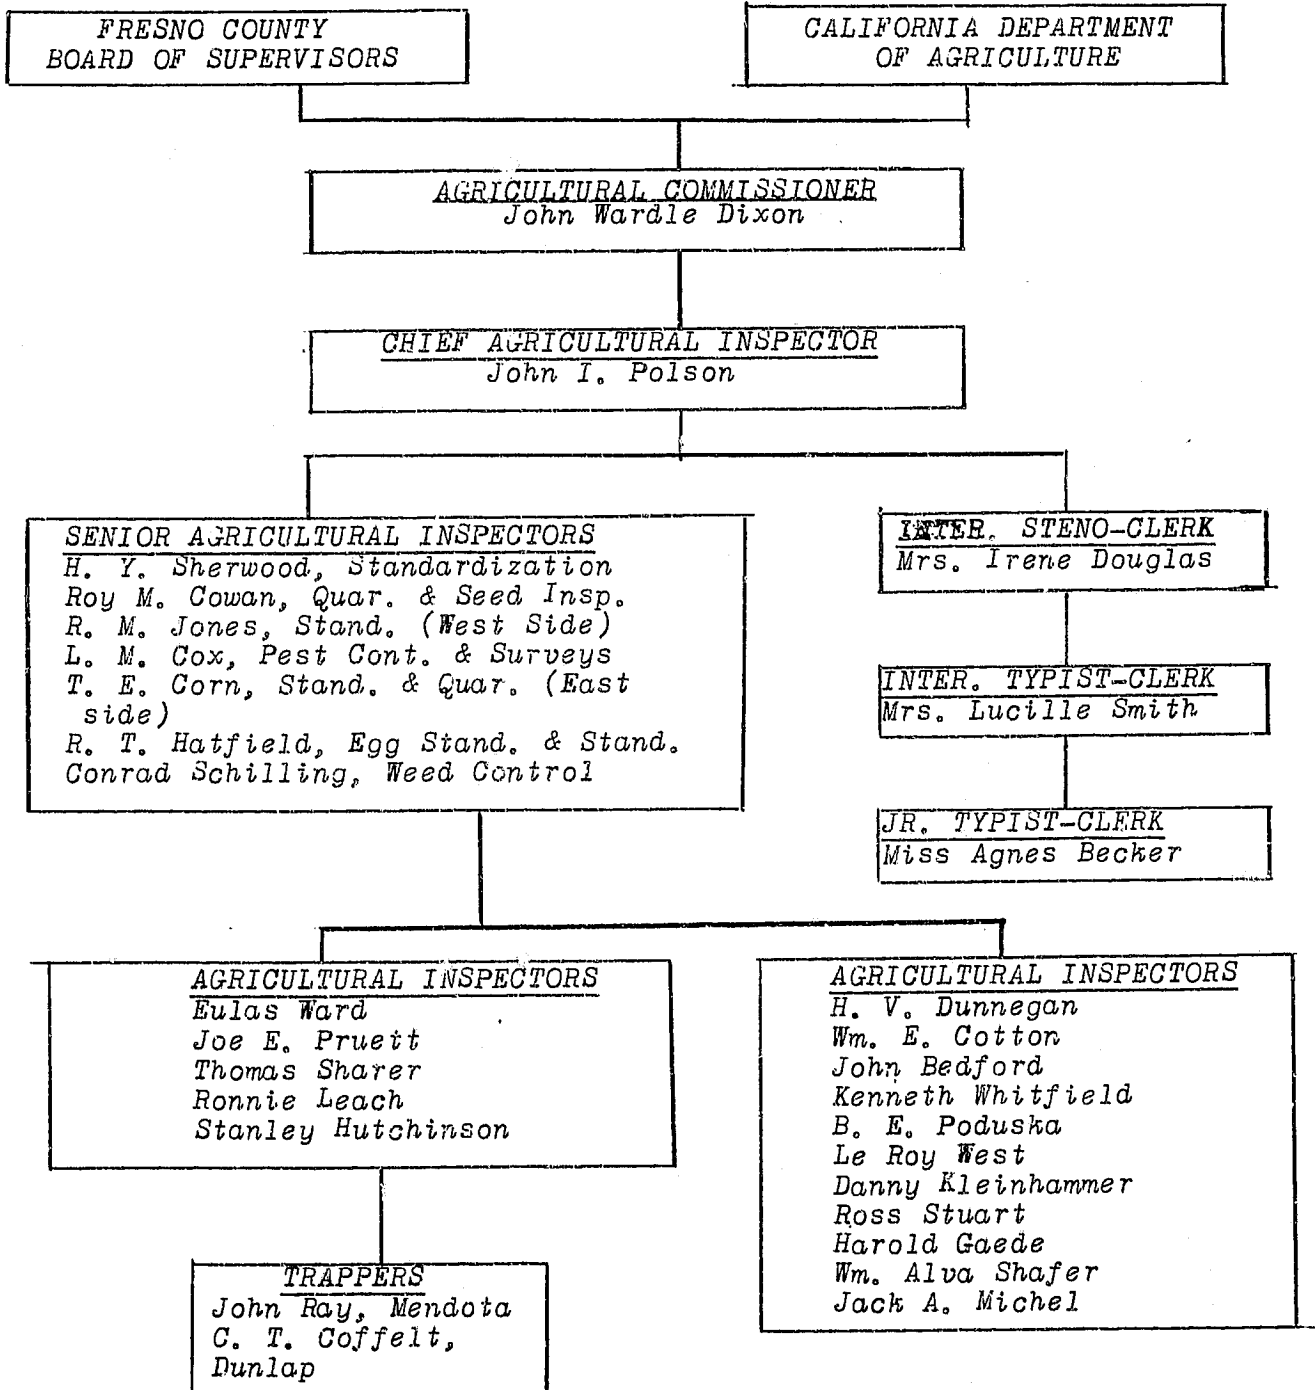 FRESNO COUNTY
BOARD OF SUPERVISORS
CALIFORNIA DEPARTMENT
OF AGRICULTURE
AGRICULTURAL COMMISSIONER
John Wardle Dixon
CHIEF AGRICULTURAL INSPECTOR
John I. Polson
SENIOR AGRICULTURAL INSPECTORS
H. Y. Sherwood, Standardization
Roy M. Cowan, Quar. & Seed Insp.
R. M. Jones, Stand. (West Side)
L. M. Cox, Pest Cont. & Surveys
T. E. Corn, Stand. & Quar. (East
side)
R. T. Hatfield, Egg Stand. & Stand.
Conrad Schilling, Weed Control
INTER. STENO-CLERK
Mrs. Irene Douglas
INTER. TYPIST-CLERK
Mrs. Lucille Smith
JR. TYPIST-CLERK
Miss Agnes Becker
AGRICULTURAL INSPECTORS
Eulas Ward
Joe E. Pruett
Thomas Sharer
Ronnie Leach
Stanley Hutchinson
AGRICULTURAL INSPECTORS
H. V. Dunnegan
Wm. E. Cotton
John Bedford
Kenneth Whitfield
B. E. Poduska
Le Roy West
Danny Kleinhammer
Ross Stuart
Harold Gaede
Wm. Alva Shafer
Jack A. Michel
TRAPPERS
John Ray, Mendota
C. T. Coffelt,
Dunlap